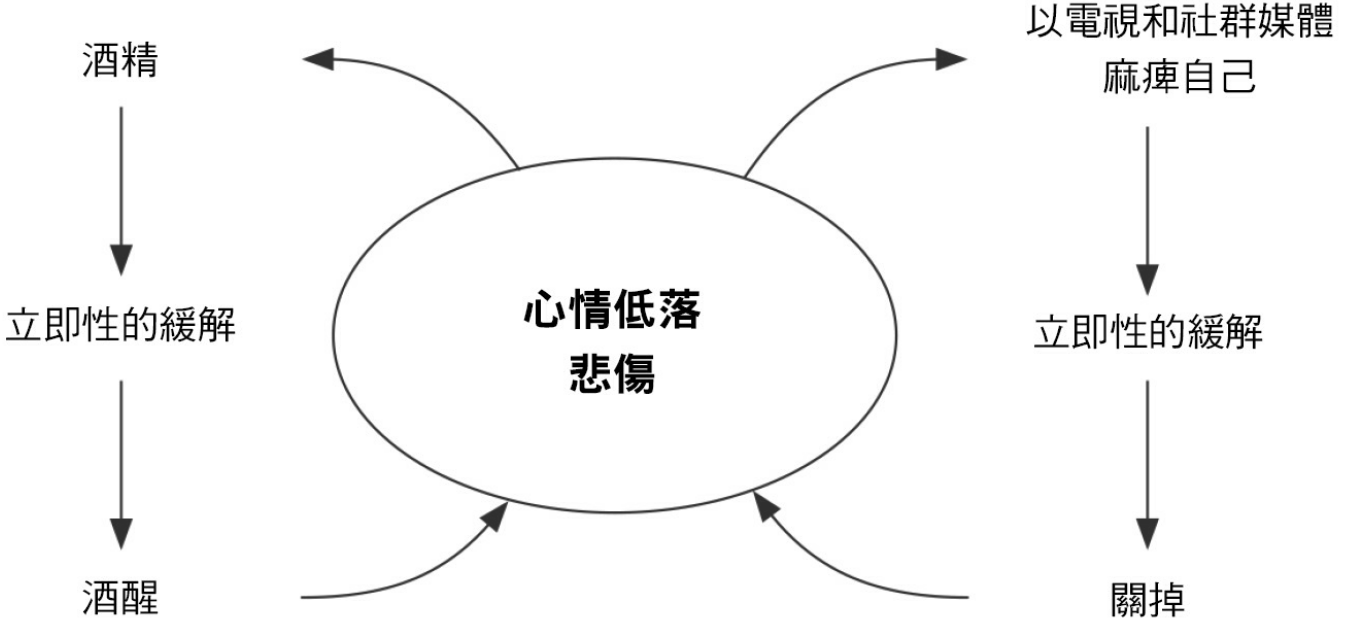 酒精
立即性的緩解
酒醒
心情低落
悲傷
以電視和社群媒體
麻痺自己
立即性的緩解
關掉